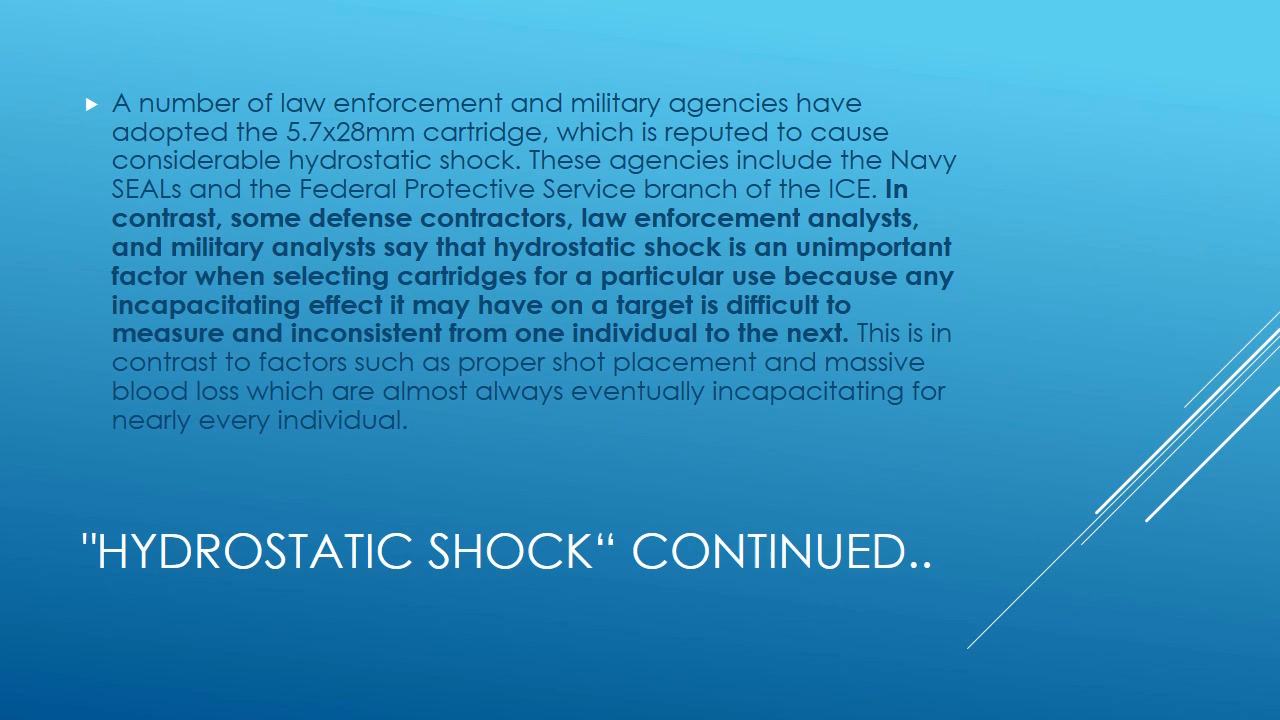 A number of law enforcement and military agencies have
adopted the 5.7x28mm cartridge, which is reputed to cause
considerable hydrostatic shock. These agencies include the Navy
SEALs and the Federal Protective Service branch of the ICE. In
contrast, some defense contractors, law enforcement analysts,
and military analysts say that hydrostatic shock is an unimportant
factor when selecting cartridges for a particular use because any
incapacitating effect it may have on a target is difficult to
measure and inconsistent from one individual to the next. This is in
contrast to factors such as proper shot placement and massive
blood loss which are almost always eventually incapacitating for
nearly every individual.
"HYDROSTATIC SHOCK“ CONTINUED..